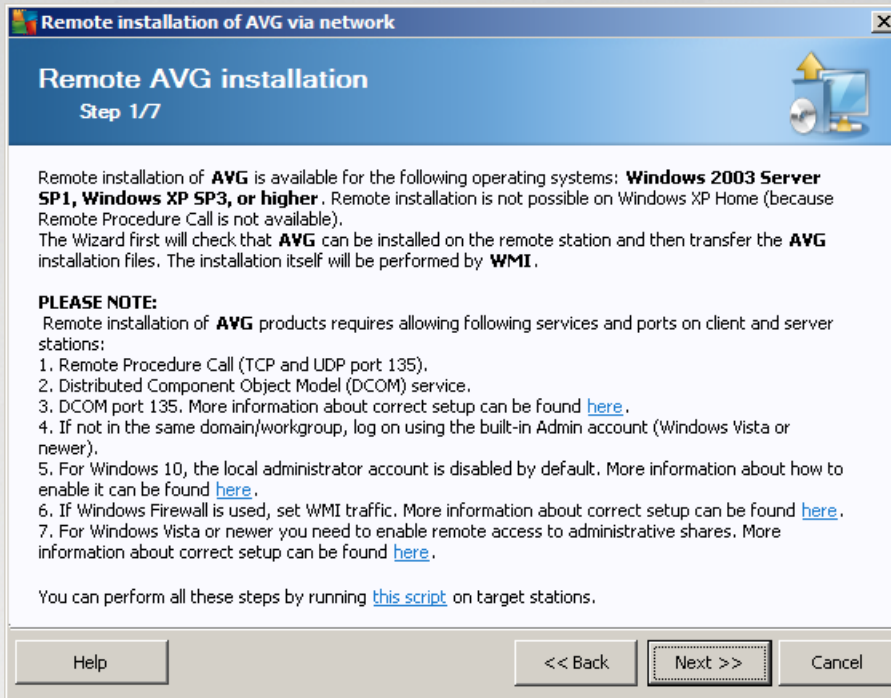 Remote installation of AVG via network
Remote AVG installation
Step 1/7
Remote installation of AVG is available for the following operating systems: Windows 2003 Server
SP1, Windows XP SP3, or higher. Remote installation is not possible on Windows XP Home (because
Remote Procedure Call is not available).
The Wizard first will check that AVG can be installed on the remote station and then transfer the AVG
installation files. The installation itself will be performed by WMI.
PLEASE NOTE:
Remote installation of AVG products requires allowing following services and ports on client and server
stations:
1. Remote Procedure Call (TCP and UDP port 135).
2. Distributed Component Object Model (DCOM) service.
3. DCOM port 135. More information about correct setup can be found here.
4. If not in the same domain/workgroup, log on using the built-in Admin account (Windows Vista or
newer).
5. For Windows 10, the local administrator account is disabled by default. More information about how to
enable it can be found here.
6. If Windows Firewall is used, set WMI traffic. More information about correct setup can be found here.
7. For Windows Vista or newer you need to enable remote access to administrative shares. More
information about correct setup can be found here.
You can perform all these steps by running this script on target stations.
Help
<< Back
Next >>
Cancel